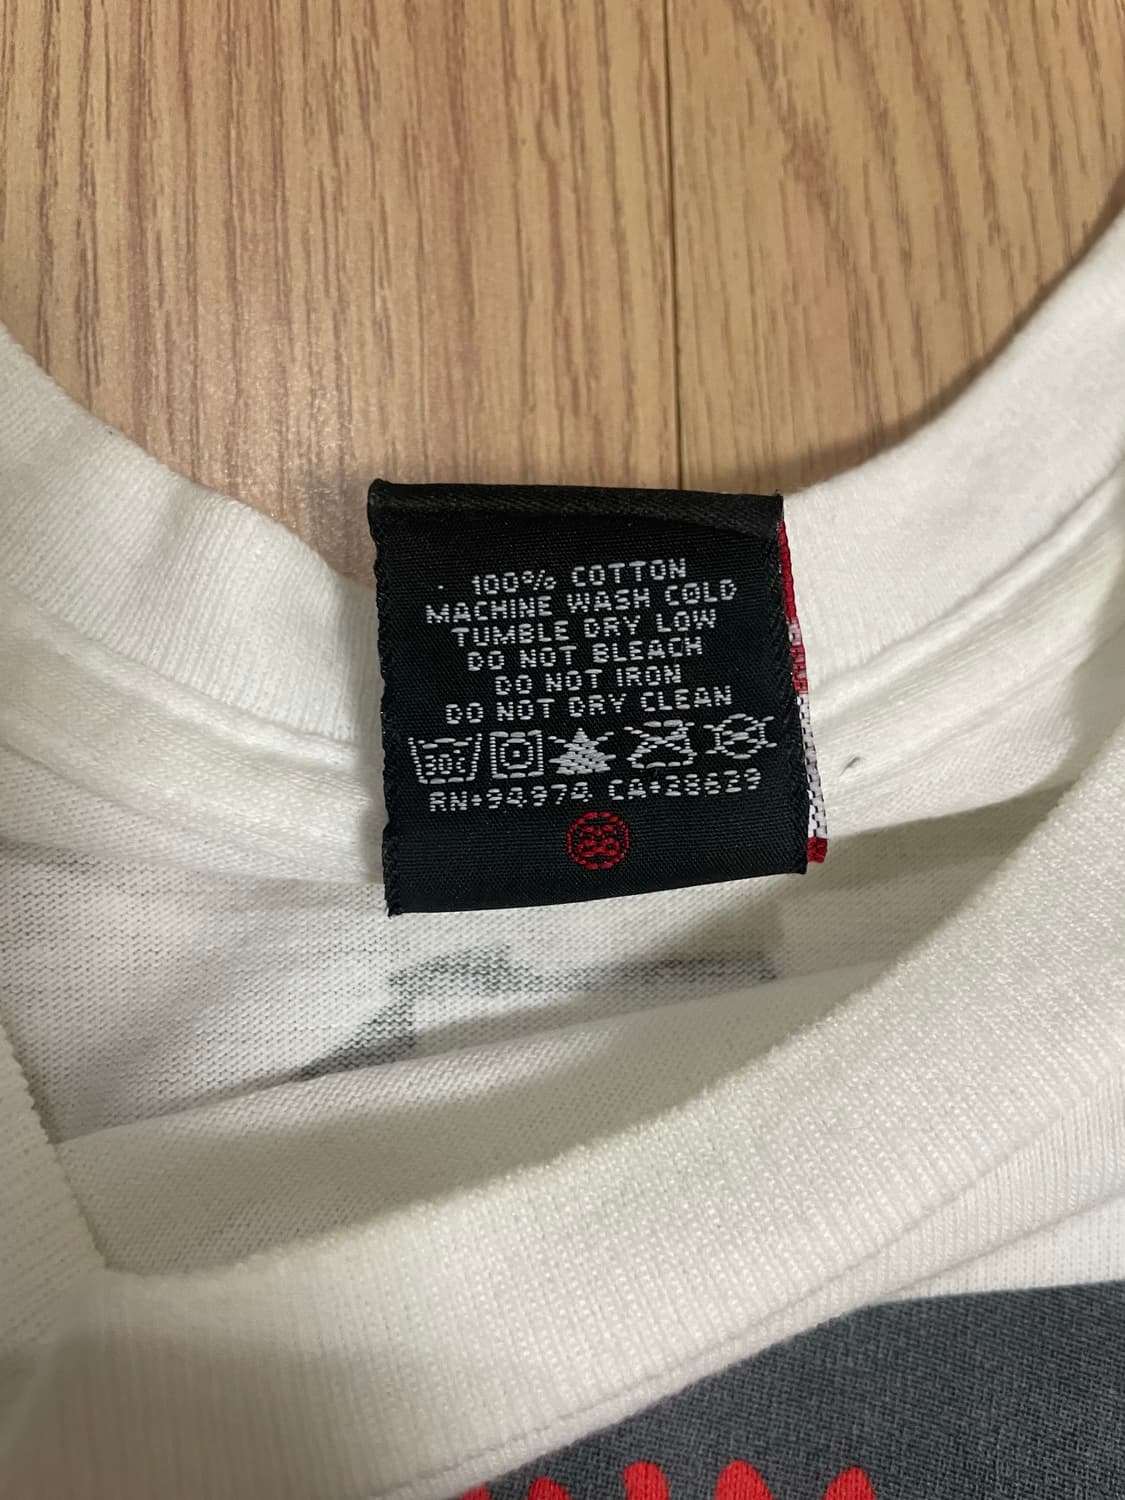 100% COTTON
MACHINE WASH COLD
TUMBLE DRY LOW
DO NOT BLEACH
DO NOT IRON
DO NOT DRY CLEAN
30c
RN#94974 CA#28629